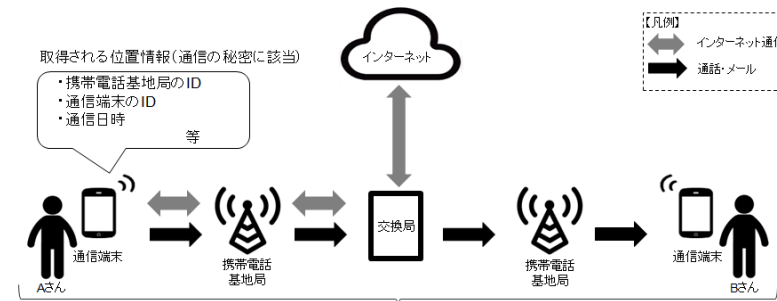 【凡例】
インターネット通信
通話・メール
インターネット
取得される位置情報(通信の秘密に該当)
・携帯電話基地局のID
・通信端末のID
・通信日時
等
通信端末
Aさん
携帯電話
基地局
交換局
携帯電話
基地局
通信端末
Bさん